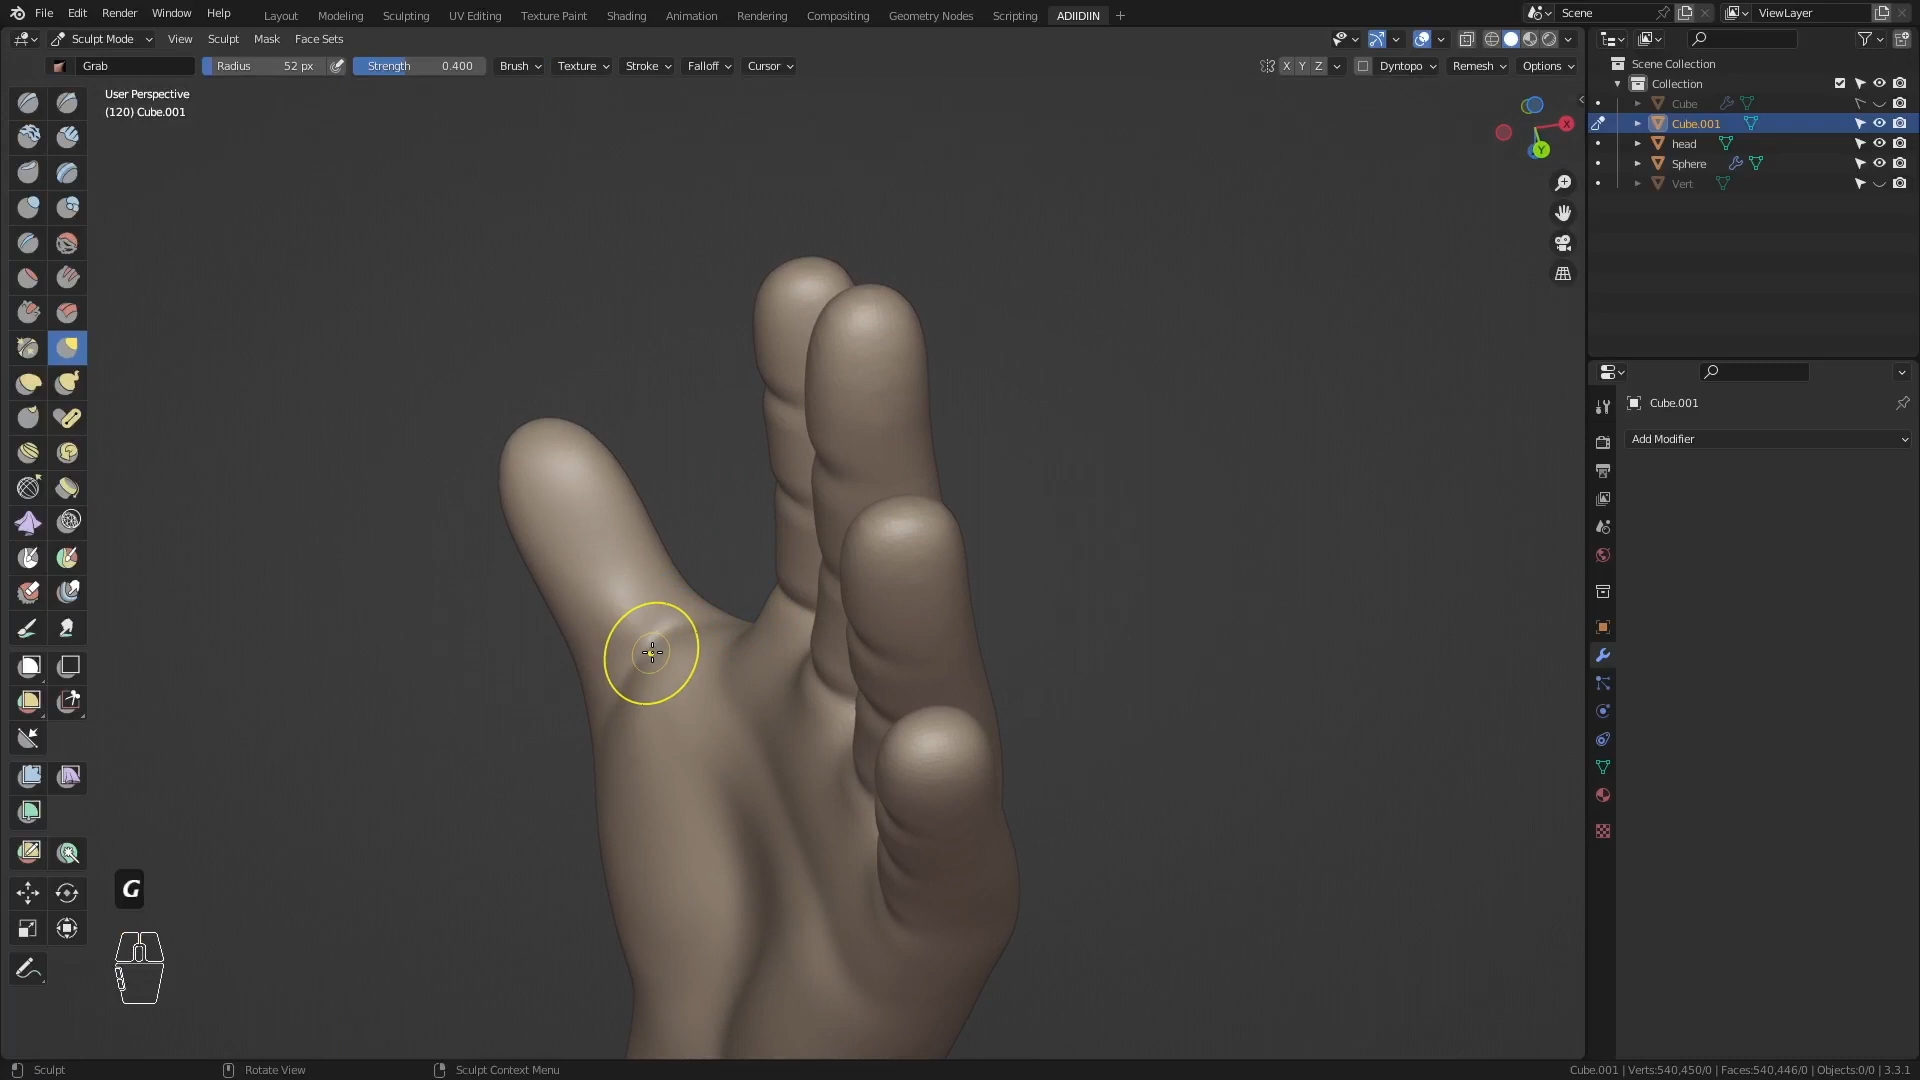 File Edit Render Window Help Layout Modeling Sculpting UV Editing Texture Paint Shading Animation Rendering Compositing Geometry Nodes Scripting ADIIDIIN + Scene ViewLayer
Sculpt Mode View Sculpt Mask Face Sets
Grab Radius 52 px Strength 0.400 Brush Texture Stroke Falloff Cursor X Y Z Dyntopo Remesh Options
User Perspective
(120) Cube.001
X
Y
Scene Collection
Collection
Cube
Cube.001
head
Sphere
Vert
Cube.001
Add Modifier
G
Sculpt Rotate View Sculpt Context Menu Cube.001 | Verts:540,450/0 | Faces:540,446/0 | Objects:0/0 | 3.3.1